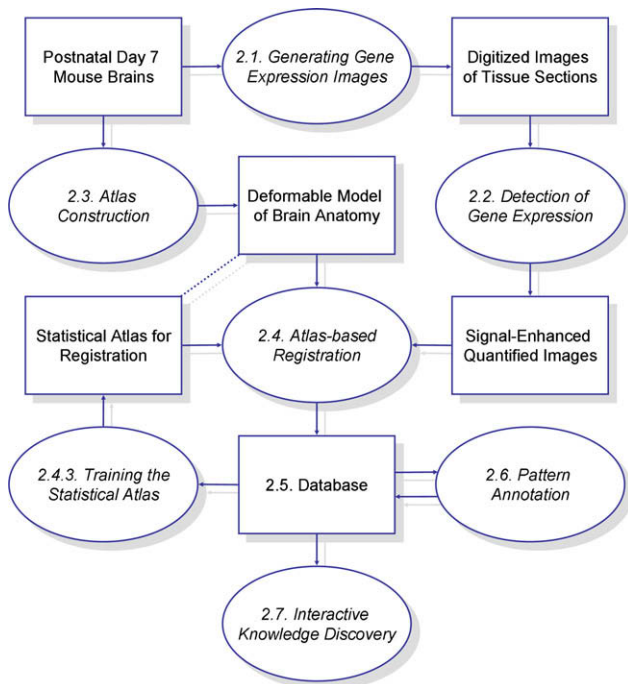 Postnatal Day 7
Mouse Brains
2.1. Generating Gene
Expression Images
Digitized Images
of Tissue Sections
2.3. Atlas
Construction
Deformable Model
of Brain Anatomy
2.2. Detection of
Gene Expression
Statistical Atlas for
Registration
2.4. Atlas-based
Registration
Signal-Enhanced
Quantified Images
2.4.3. Training the
Statistical Atlas
2.5. Database
2.6. Pattern
Annotation
2.7. Interactive
Knowledge Discovery